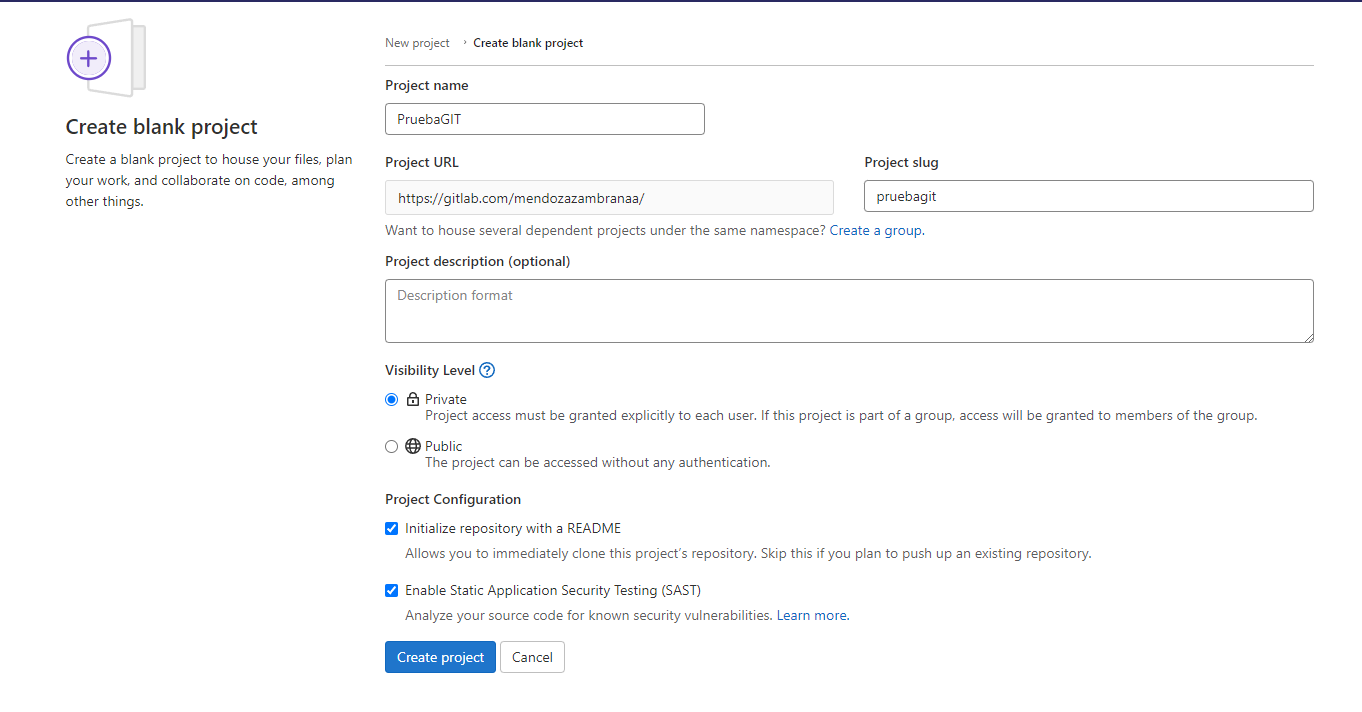 New project › Create blank project
Create blank project
Create a blank project to house your files, plan
your work, and collaborate on code, among
other things.
Project name
PruebaGIT
Project URL
https://gitlab.com/mendozazambranaa/
Project slug
pruebagit
Want to house several dependent projects under the same namespace? Create a group.
Project description (optional)
Description format
Visibility Level ?
Private
Project access must be granted explicitly to each user. If this project is part of a group, access will be granted to members of the group.
Public
The project can be accessed without any authentication.
Project Configuration
Initialize repository with a README
Allows you to immediately clone this project's repository. Skip this if you plan to push up an existing repository.
Enable Static Application Security Testing (SAST)
Analyze your source code for known security vulnerabilities. Learn more.
Create project
Cancel